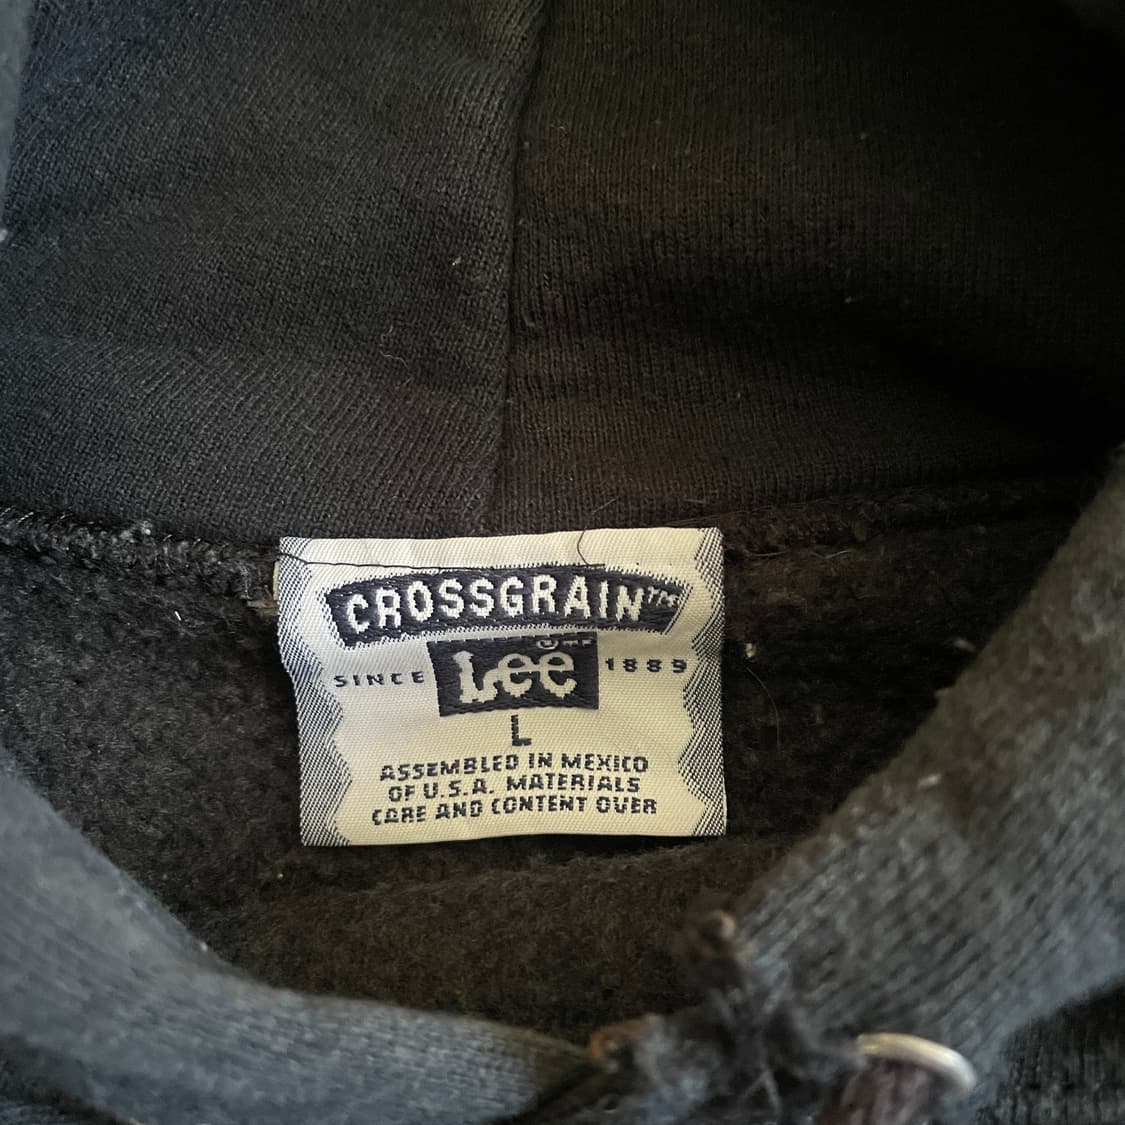 CROSSGRAIN™
SINCE Lee 1889
L
ASSEMBLED IN MEXICO
OF U.S.A. MATERIALS
CARE AND CONTENT OVER